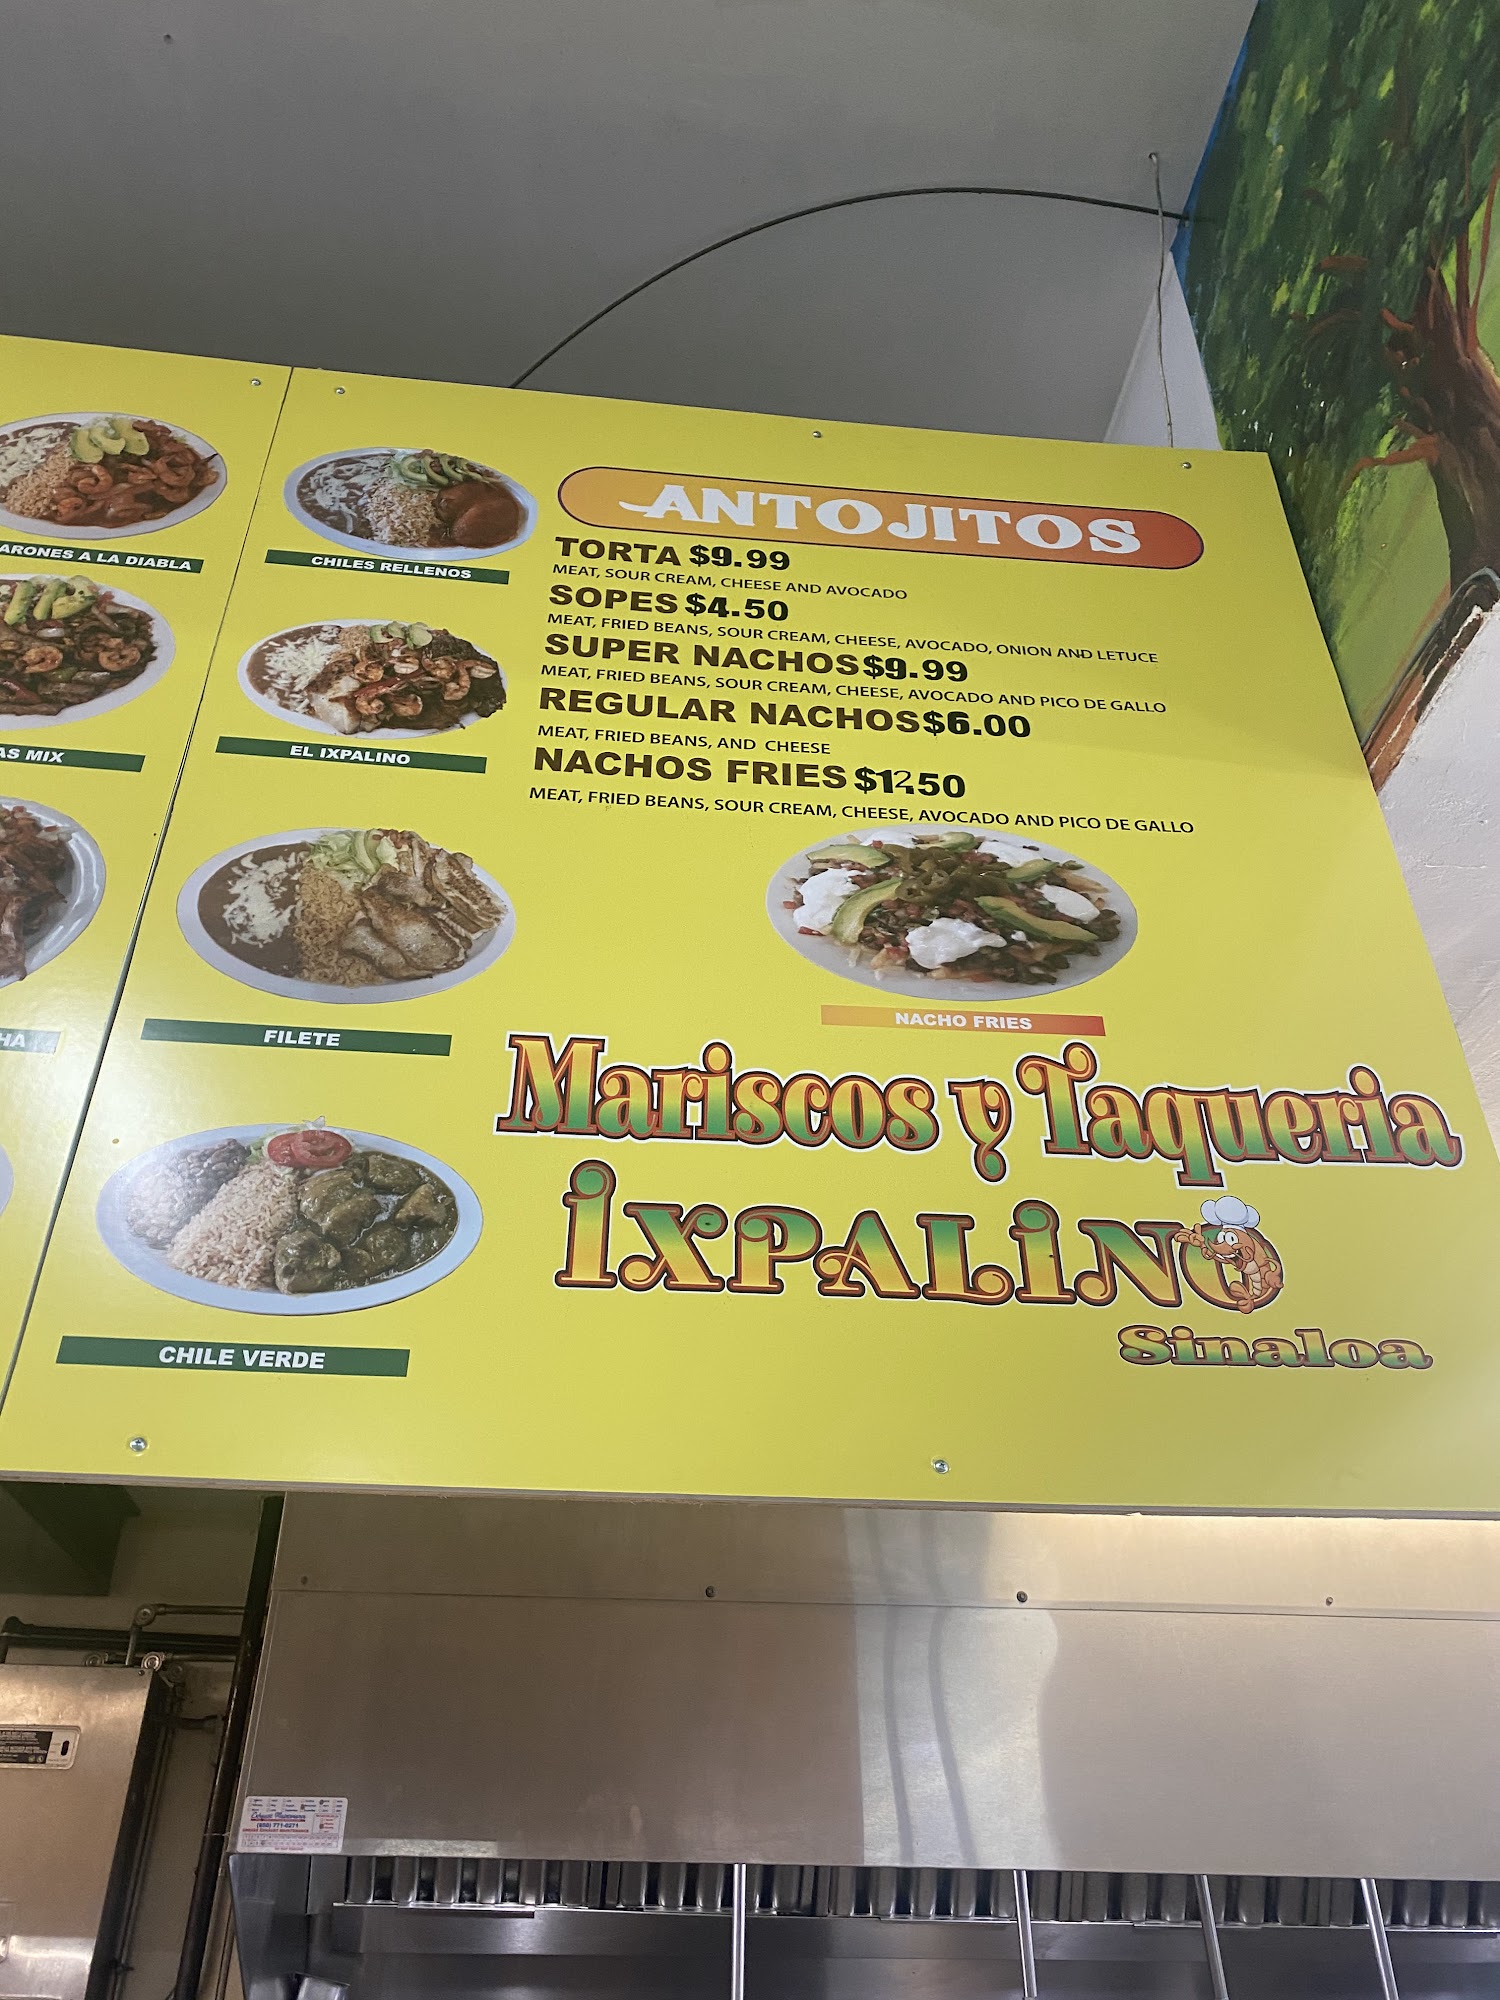 ARONES A LA DIABLA
AS MIX
HA
CHILES RELLENOS
EL IXPALINO
FILETE
CHILE VERDE
ANTOJITOS
TORTA $9.99
MEAT, SOUR CREAM, CHEESE AND AVOCADO
SOPES $4.50
MEAT, FRIED BEANS, SOUR CREAM, CHEESE, AVOCADO, ONION AND LETUCE
SUPER NACHOS $9.99
MEAT, FRIED BEANS, SOUR CREAM, CHEESE, AVOCADO AND PICO DE GALLO
REGULAR NACHOS $6.00
MEAT, FRIED BEANS, AND CHEESE
NACHOS FRIES $12.50
MEAT, FRIED BEANS, SOUR CREAM, CHEESE, AVOCADO AND PICO DE GALLO
NACHO FRIES
Mariscos y Taqueria
IXPALINO
Sinaloa